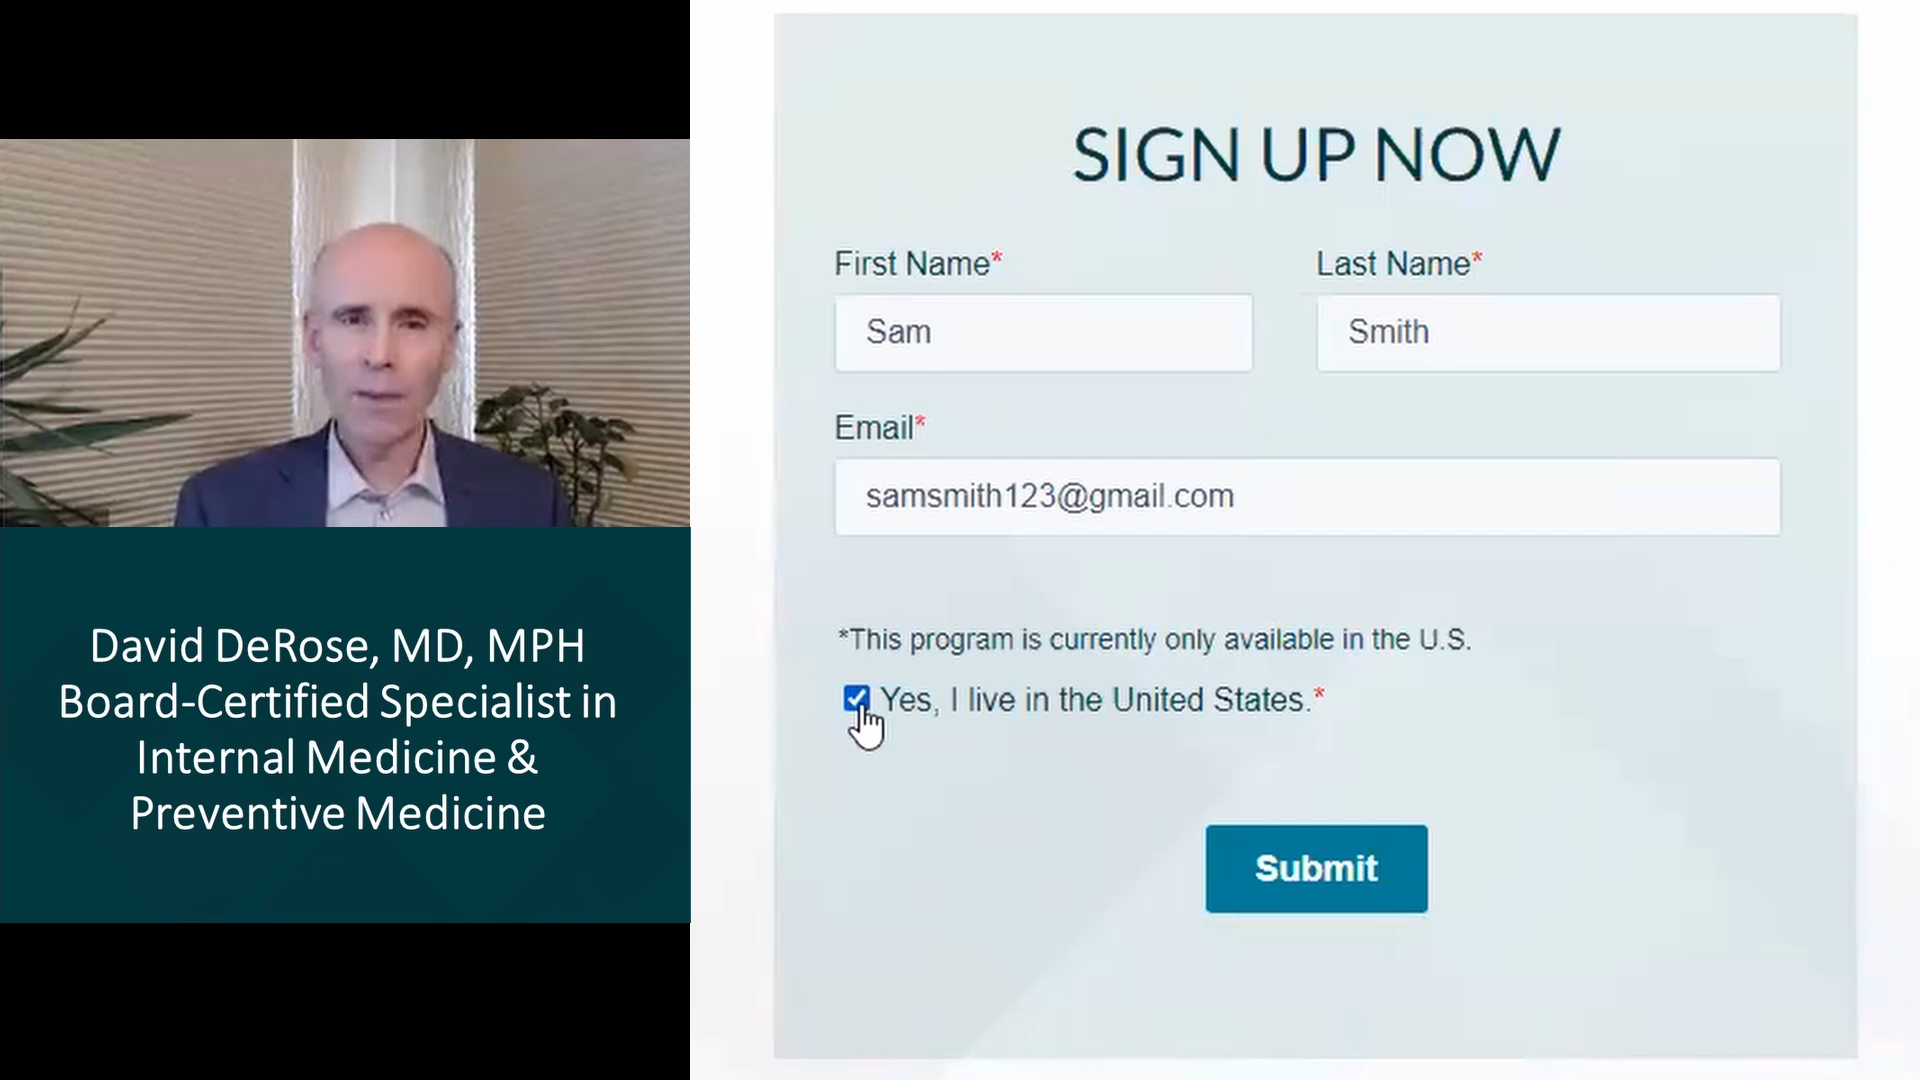 David DeRose, MD, MPH
Board-Certified Specialist in
Internal Medicine &
Preventive Medicine
SIGN UP NOW
First Name*
Last Name*
Sam
Smith
Email*
samsmith123@gmail.com
*This program is currently only available in the U.S.
Yes, I live in the United States.*
Submit